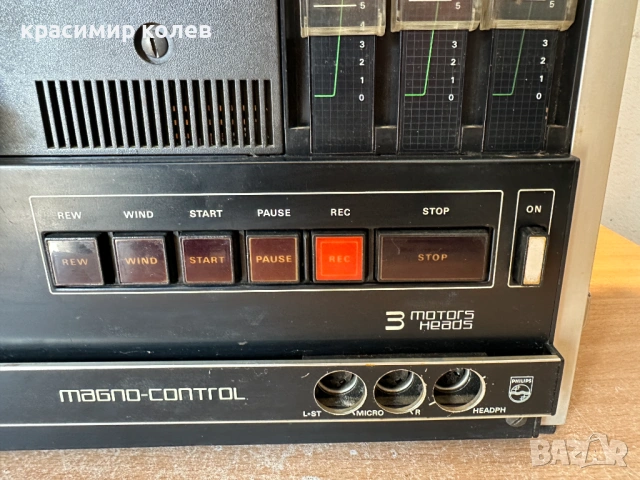 красимир колев
5 5 5
3 3 3
2 2 2
1 1 1
0 0 0
REW WIND START PAUSE REC STOP ON
REW WIND START PAUSE REC STOP
3 MOTORS
HEADS
MAGNO-CONTROL
PHILIPS
L-ST MICRO R HEADPH
BAZAR
bg